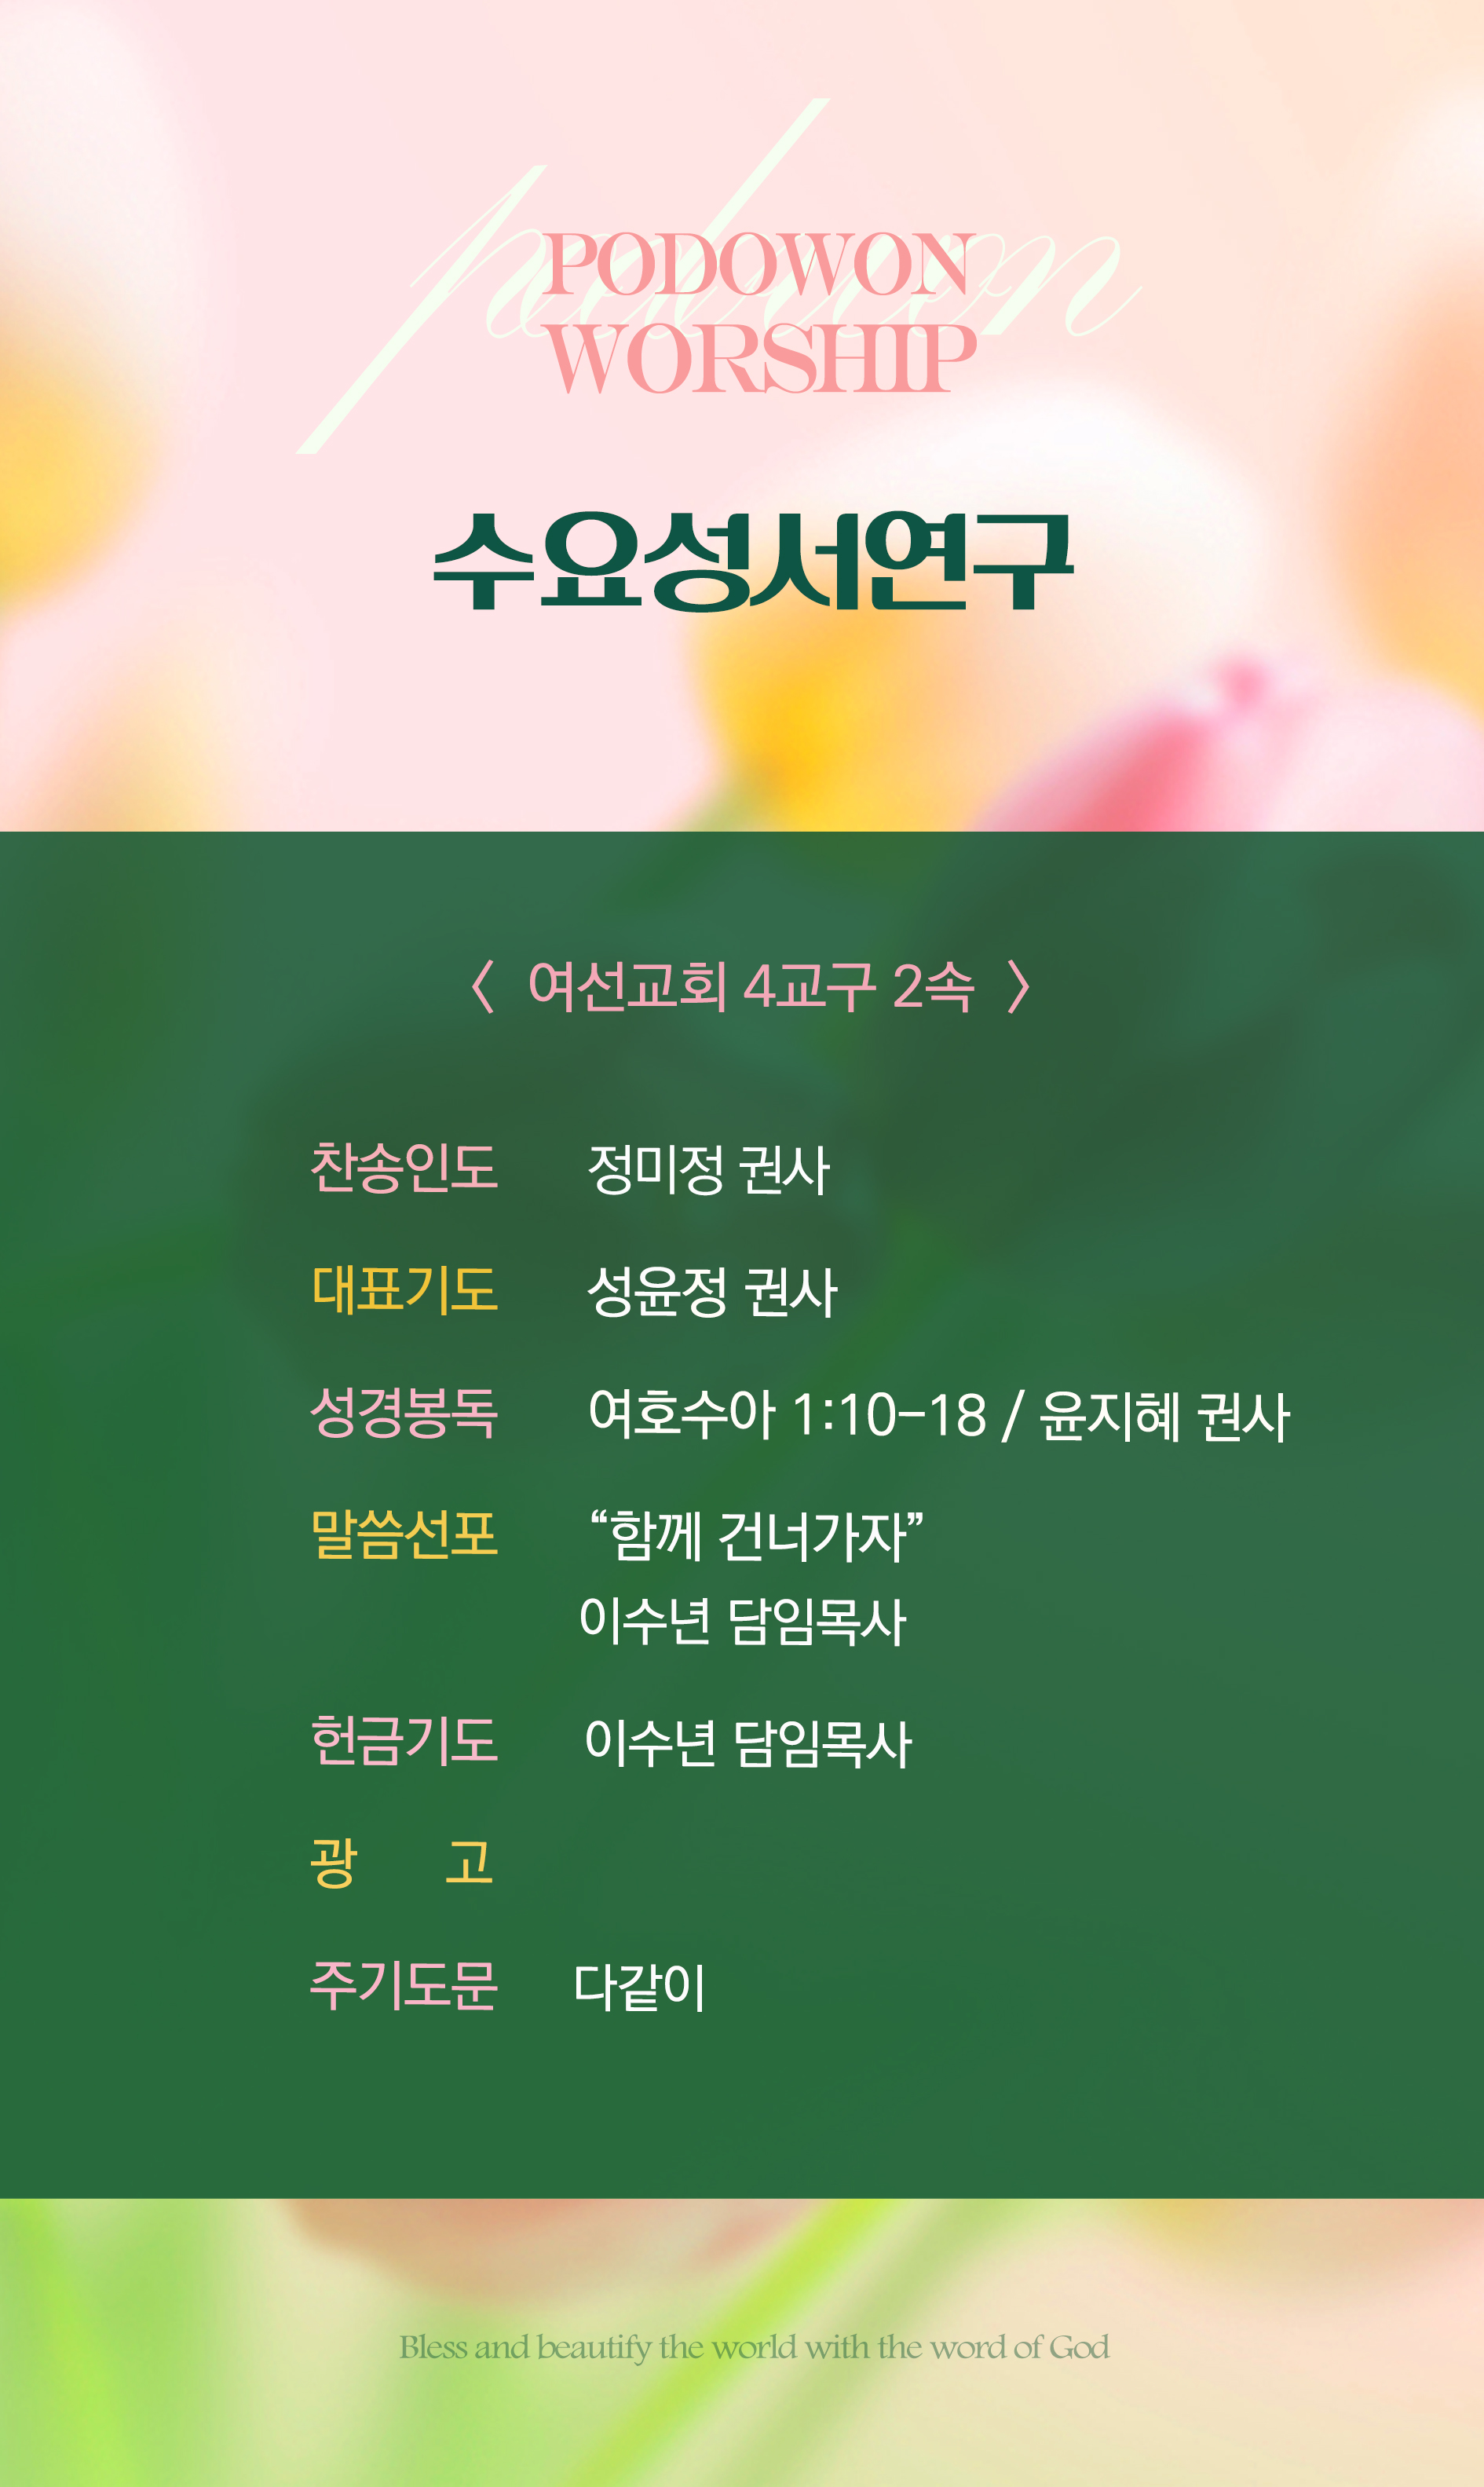 podowon
PODOWON
WORSHIP
수요성서연구
〈 여선교회 4교구 2속 〉
찬송인도 정미정 권사
대표기도 성윤정 권사
성경봉독 여호수아 1:10-18 / 윤지혜 권사
말씀선포 “함께 건너가자”
이수년 담임목사
헌금기도 이수년 담임목사
광 고
주기도문 다같이
Bless and beautify the world with the word of God